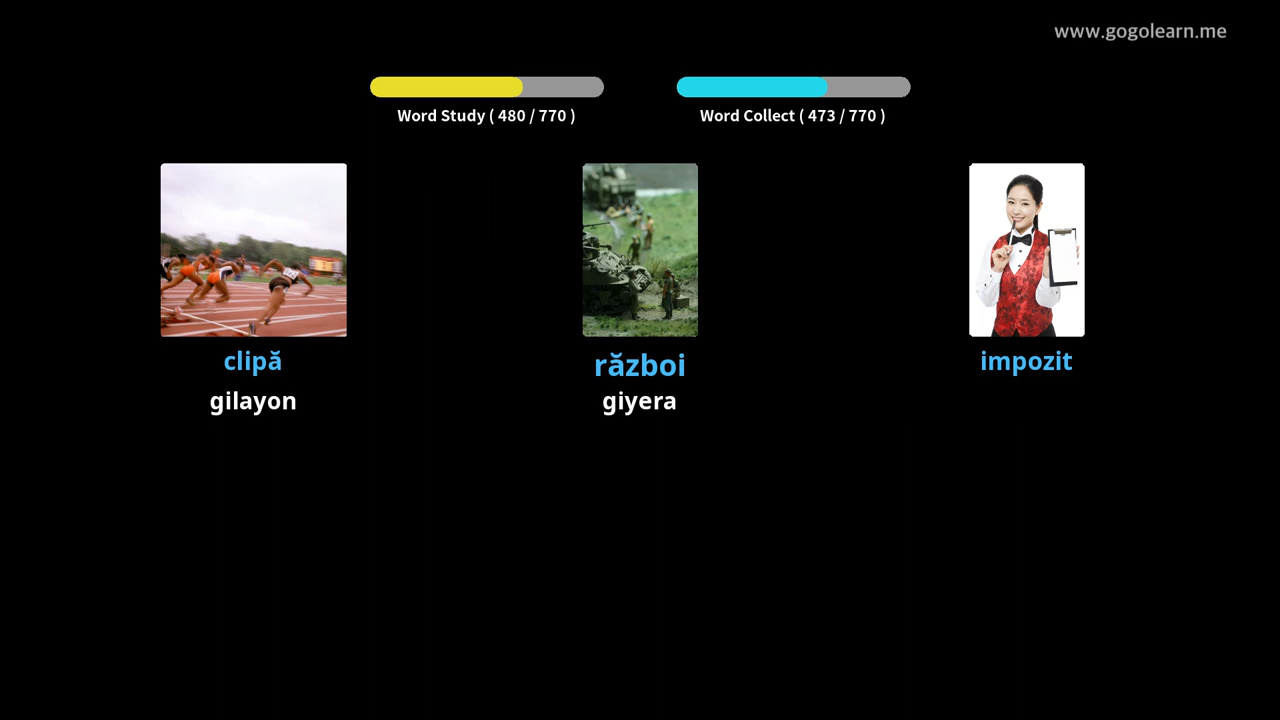 www.gogolearn.me
Word Study ( 480 / 770 )
Word Collect ( 473 / 770 )
clipă
război
impozit
gilayon
giyera